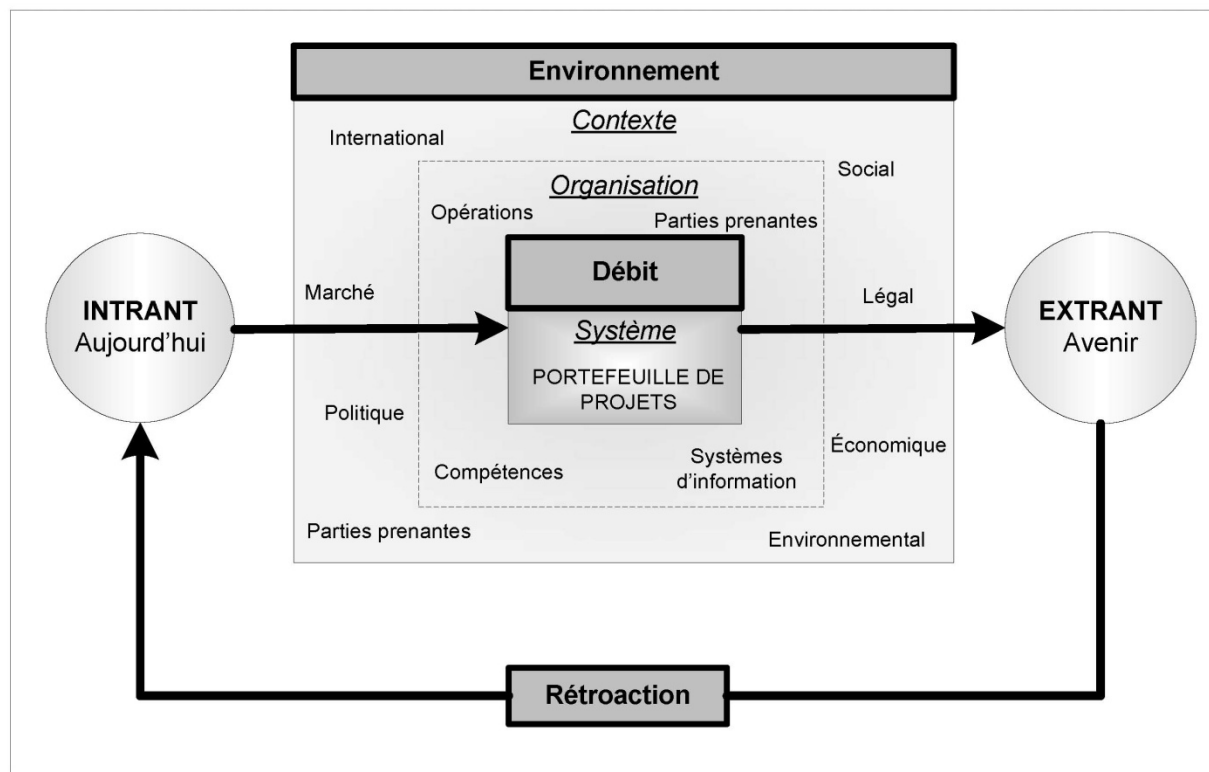 Environnement
Contexte
International
Social
Organisation
Opérations
Parties prenantes
Débit
Marché
Légal
INTRANT
Aujourd'hui
EXTRANT
Avenir
Système
PORTEFEUILLE DE
PROJETS
Politique
Économique
Compétences
Systèmes
d'information
Parties prenantes
Environnemental
Rétroaction